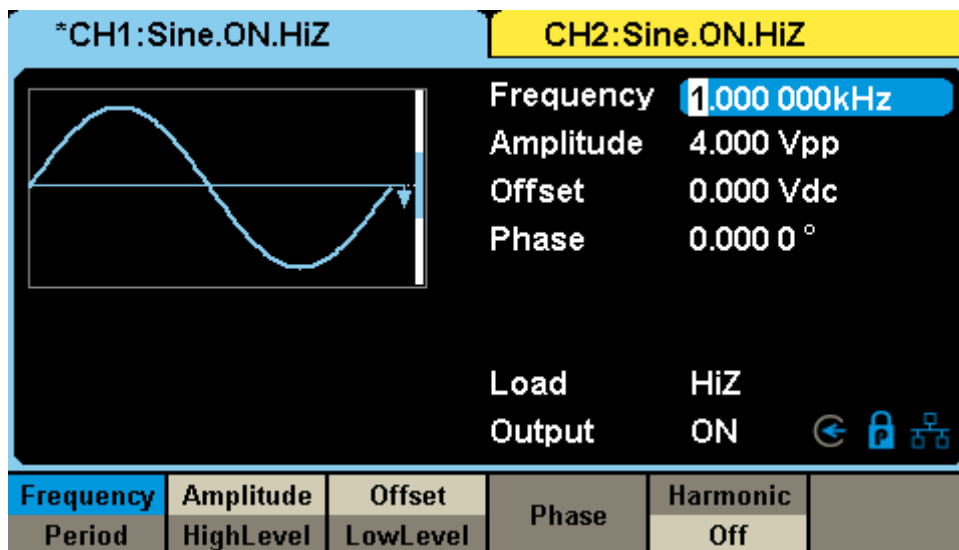 *CH1:Sine.ON.HiZ CH2:Sine.ON.HiZ
Frequency 1.000 000kHz
Amplitude 4.000 Vpp
Offset 0.000 Vdc
Phase 0.000 0 °
Load HiZ
Output ON P
Frequency Amplitude Offset Phase Harmonic
Period HighLevel LowLevel Off